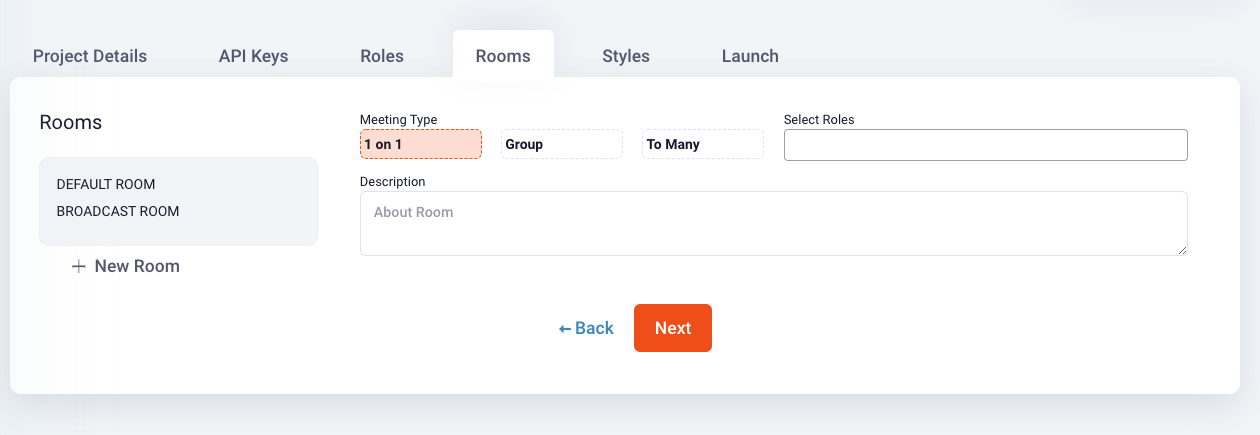 Project Details
API Keys
Roles
Rooms
Styles
Launch
Rooms
DEFAULT ROOM
BROADCAST ROOM
+ New Room
Meeting Type
1 on 1
Group
To Many
Select Roles
Description
About Room
← Back
Next